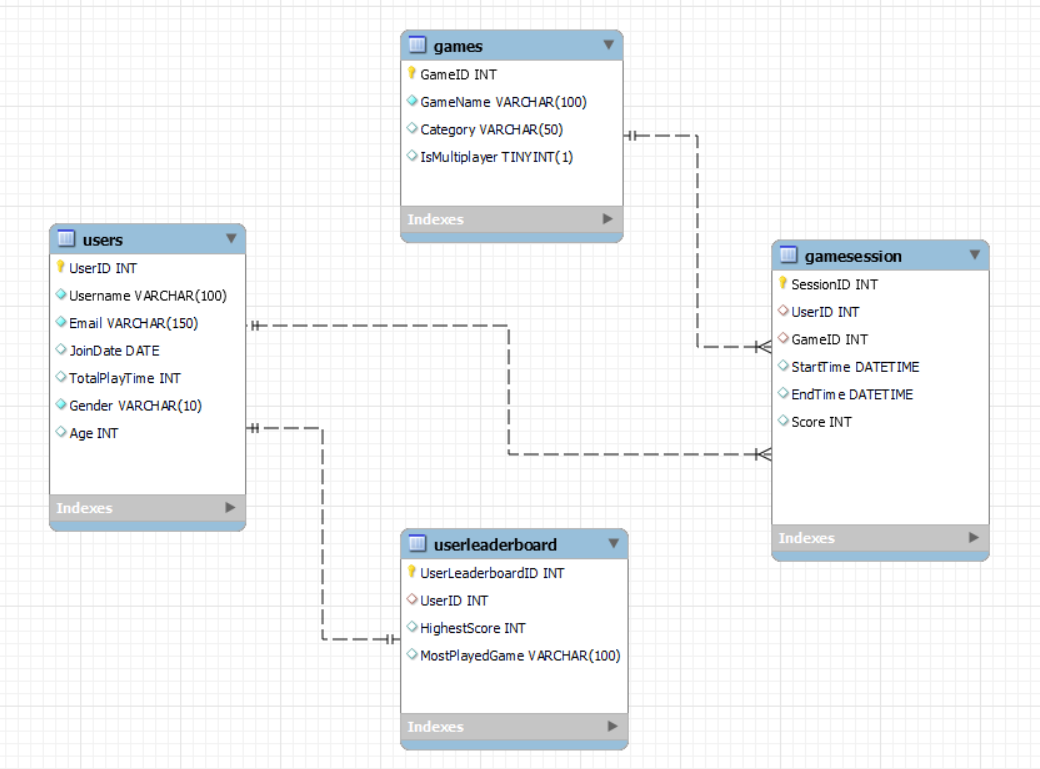 games
GameID INT
GameName VARCHAR(100)
Category VARCHAR(50)
IsMultiplayer TINYINT(1)
Indexes
users
UserID INT
Username VARCHAR(100)
Email VARCHAR(150)
JoinDate DATE
TotalPlayTime INT
Gender VARCHAR(10)
Age INT
Indexes
gamesession
SessionID INT
UserID INT
GameID INT
StartTime DATETIME
EndTime DATETIME
Score INT
Indexes
userleaderboard
UserLeaderboardID INT
UserID INT
HighestScore INT
MostPlayedGame VARCHAR(100)
Indexes